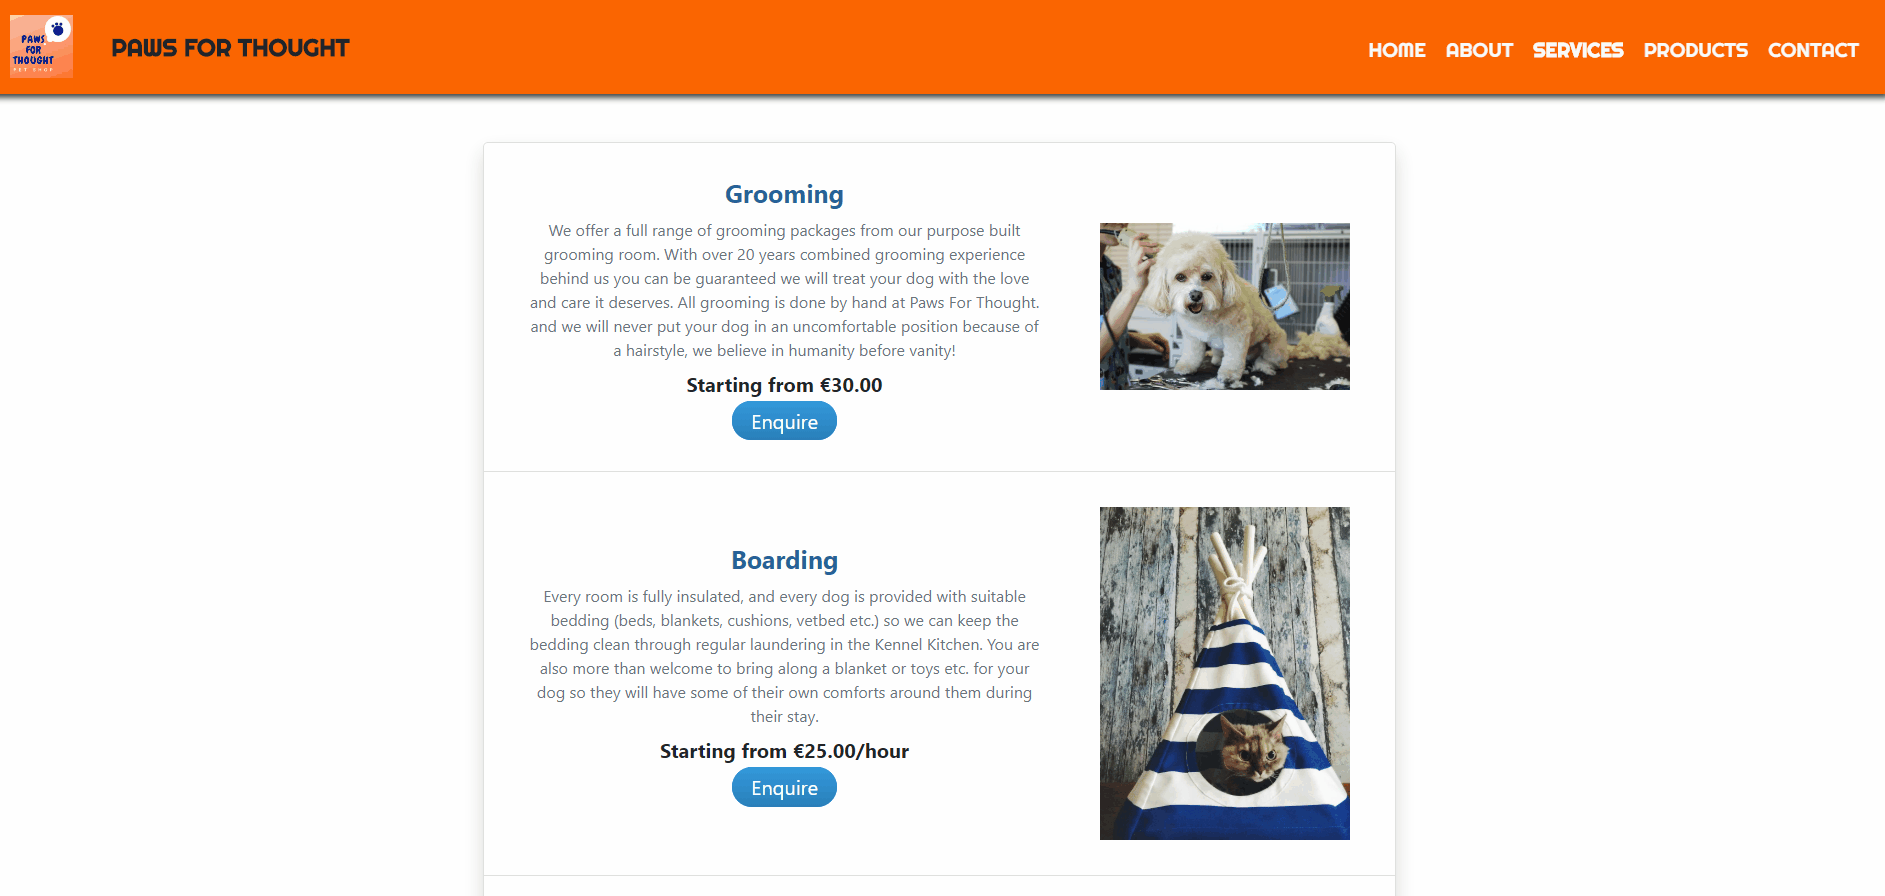 PAWS
FOR
THOUGHT
PET SHOP
PAWS FOR THOUGHT
HOME ABOUT SERVICES PRODUCTS CONTACT
Grooming
We offer a full range of grooming packages from our purpose built
grooming room. With over 20 years combined grooming experience
behind us you can be guaranteed we will treat your dog with the love
and care it deserves. All grooming is done by hand at Paws For Thought.
and we will never put your dog in an uncomfortable position because of
a hairstyle, we believe in humanity before vanity!
Starting from €30.00
Enquire
Boarding
Every room is fully insulated, and every dog is provided with suitable
bedding (beds, blankets, cushions, vetbed etc.) so we can keep the
bedding clean through regular laundering in the Kennel Kitchen. You are
also more than welcome to bring along a blanket or toys etc. for your
dog so they will have some of their own comforts around them during
their stay.
Starting from €25.00/hour
Enquire